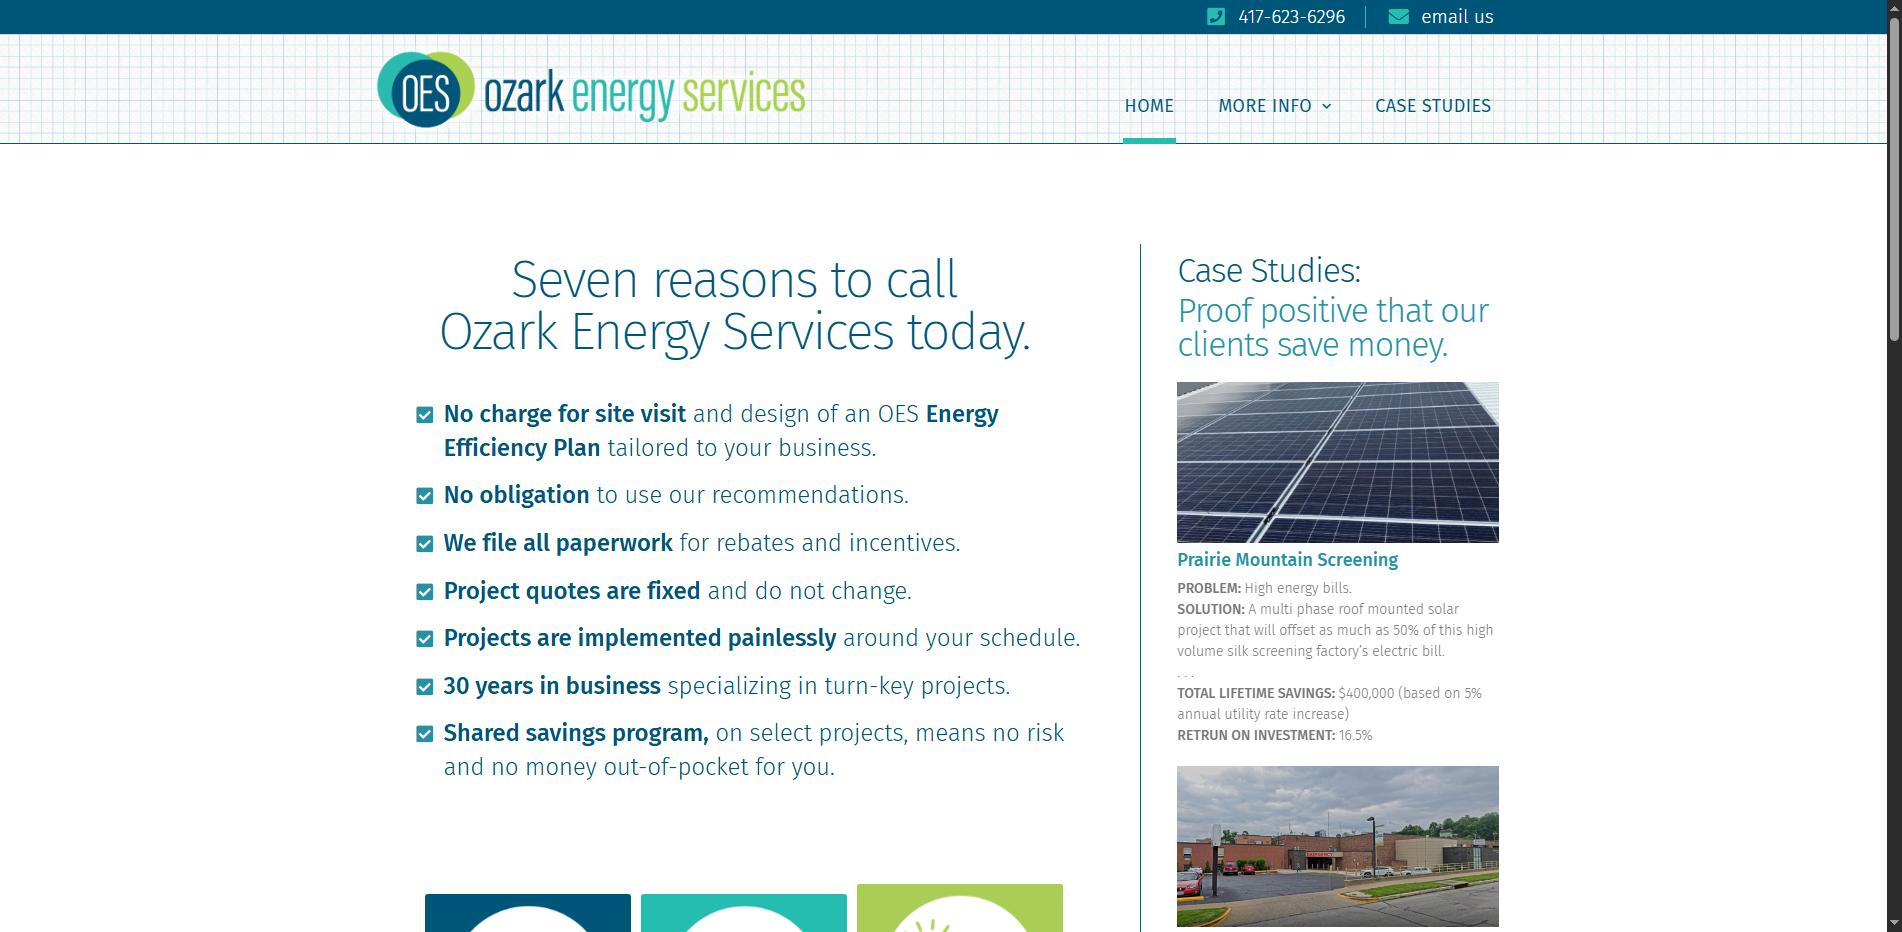 417-623-6296
email us
OES ozark energy services
HOME
MORE INFO
CASE STUDIES
Seven reasons to call
Ozark Energy Services today.
No charge for site visit and design of an OES Energy
Efficiency Plan tailored to your business.
No obligation to use our recommendations.
We file all paperwork for rebates and incentives.
Project quotes are fixed and do not change.
Projects are implemented painlessly around your schedule.
30 years in business specializing in turn-key projects.
Shared savings program, on select projects, means no risk
and no money out-of-pocket for you.
Case Studies:
Proof positive that our
clients save money.
Prairie Mountain Screening
PROBLEM: High energy bills.
SOLUTION: A multi phase roof mounted solar
project that will offset as much as 50% of this high
volume silk screening factory's electric bill.
. . .
TOTAL LIFETIME SAVINGS: $400,000 (based on 5%
annual utility rate increase)
RETRUN ON INVESTMENT: 16.5%
EMERGENCY